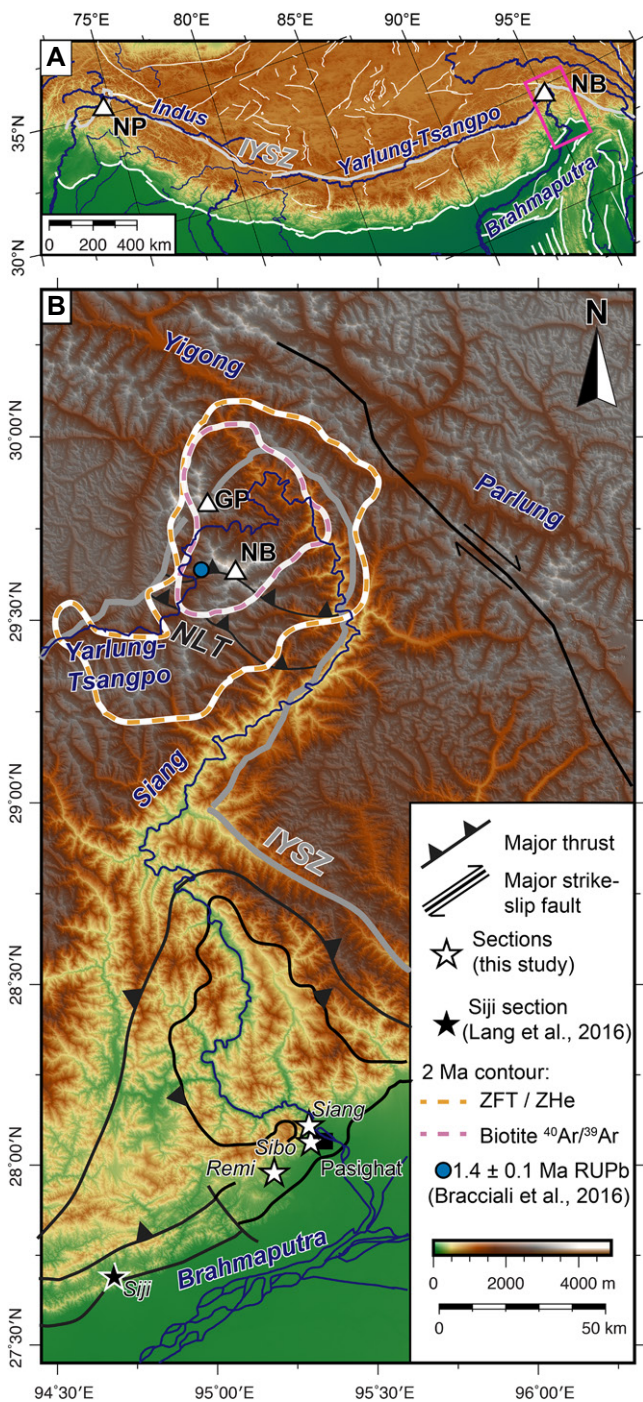 75˚E
80˚E
85˚E
90˚E
95˚E
A
NP
Indus
IYSZ
Yarlung-Tsangpo
NB
Brahmaputra
35˚N
30˚N
0 200 400 km
B
N
Yigong
Parlung
GP
NB
NLT
Yarlung-
Tsangpo
Siang
IYSZ
30˚00'N
29˚30'N
29˚00'N
28˚30'N
28˚00'N
27˚30'N
Siang
Sibo
Remi
Pasighat
Siji
Brahmaputra
Major thrust
Major strike-
slip fault
Sections
(this study)
Siji section
(Lang et al., 2016)
2 Ma contour:
ZFT / ZHe
Biotite ⁴⁰Ar/³⁹Ar
1.4 ± 0.1 Ma RUPb
(Bracciali et al., 2016)
0 2000 4000 m
0 50 km
94˚30'E
95˚00'E
95˚30'E
96˚00'E